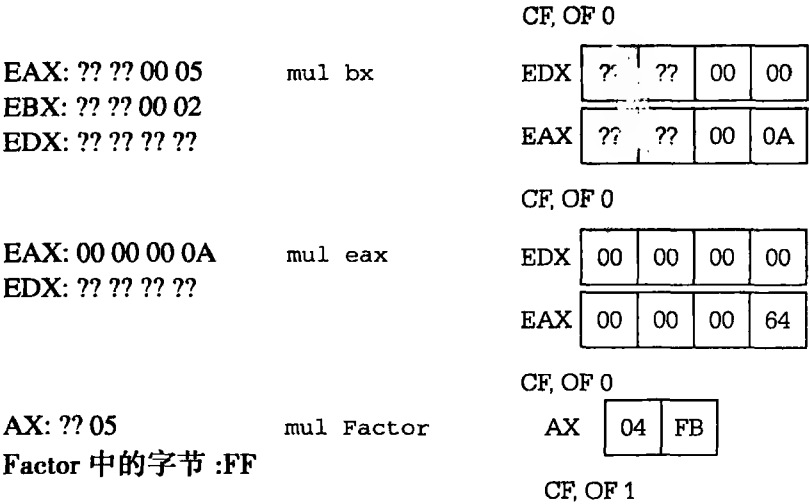 CF, OF 0
EAX: ?? ?? 00 05 mul bx EDX ?? ?? 00 00
EBX: ?? ?? 00 02
EDX: ?? ?? ?? ?? EAX ?? ?? 00 0A
CF, OF 0
EAX: 00 00 00 0A mul eax EDX 00 00 00 00
EDX: ?? ?? ?? ??
EAX 00 00 00 64
CF, OF 0
AX: ?? 05 mul Factor AX 04 FB
Factor 中的字节 :FF
CF, OF 1